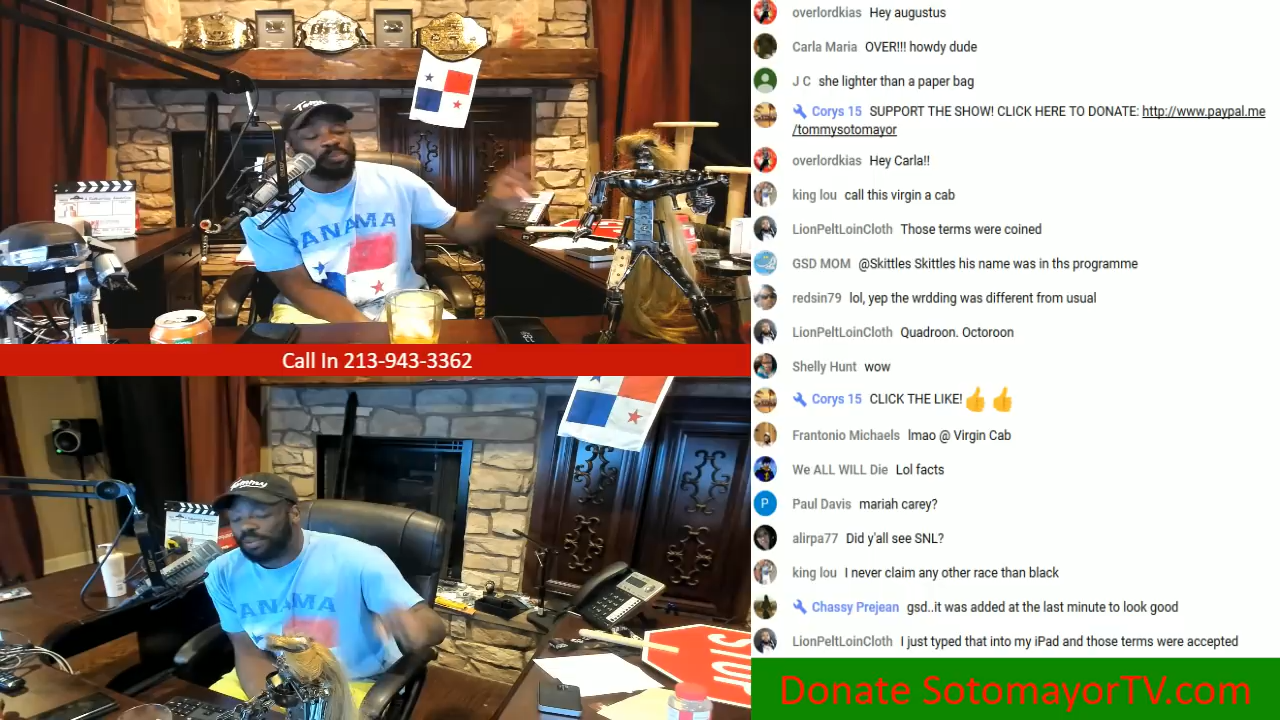 PANAMA
Call In 213-943-3362
Tommy
ANAMA
STOP
overlordkias Hey augustus
Carla Maria OVER!!! howdy dude
J C she lighter than a paper bag
Corys 15 SUPPORT THE SHOW! CLICK HERE TO DONATE: http://www.paypal.me
/tommysotomayor
overlordkias Hey Carla!!
king lou call this virgin a cab
LionPeltLoinCloth Those terms were coined
GSD MOM @Skittles Skittles his name was in ths programme
redsin79 lol, yep the wrdding was different from usual
LionPeltLoinCloth Quadroon. Octoroon
Shelly Hunt wow
Corys 15 CLICK THE LIKE!👍👍
Frantonio Michaels lmao @ Virgin Cab
We ALL WILL Die Lol facts
Paul Davis mariah carey?
P
alirpa77 Did y'all see SNL?
king lou I never claim any other race than black
Chassy Prejean gsd..it was added at the last minute to look good
LionPeltLoinCloth I just typed that into my iPad and those terms were accepted
Donate SotomayorTV.com